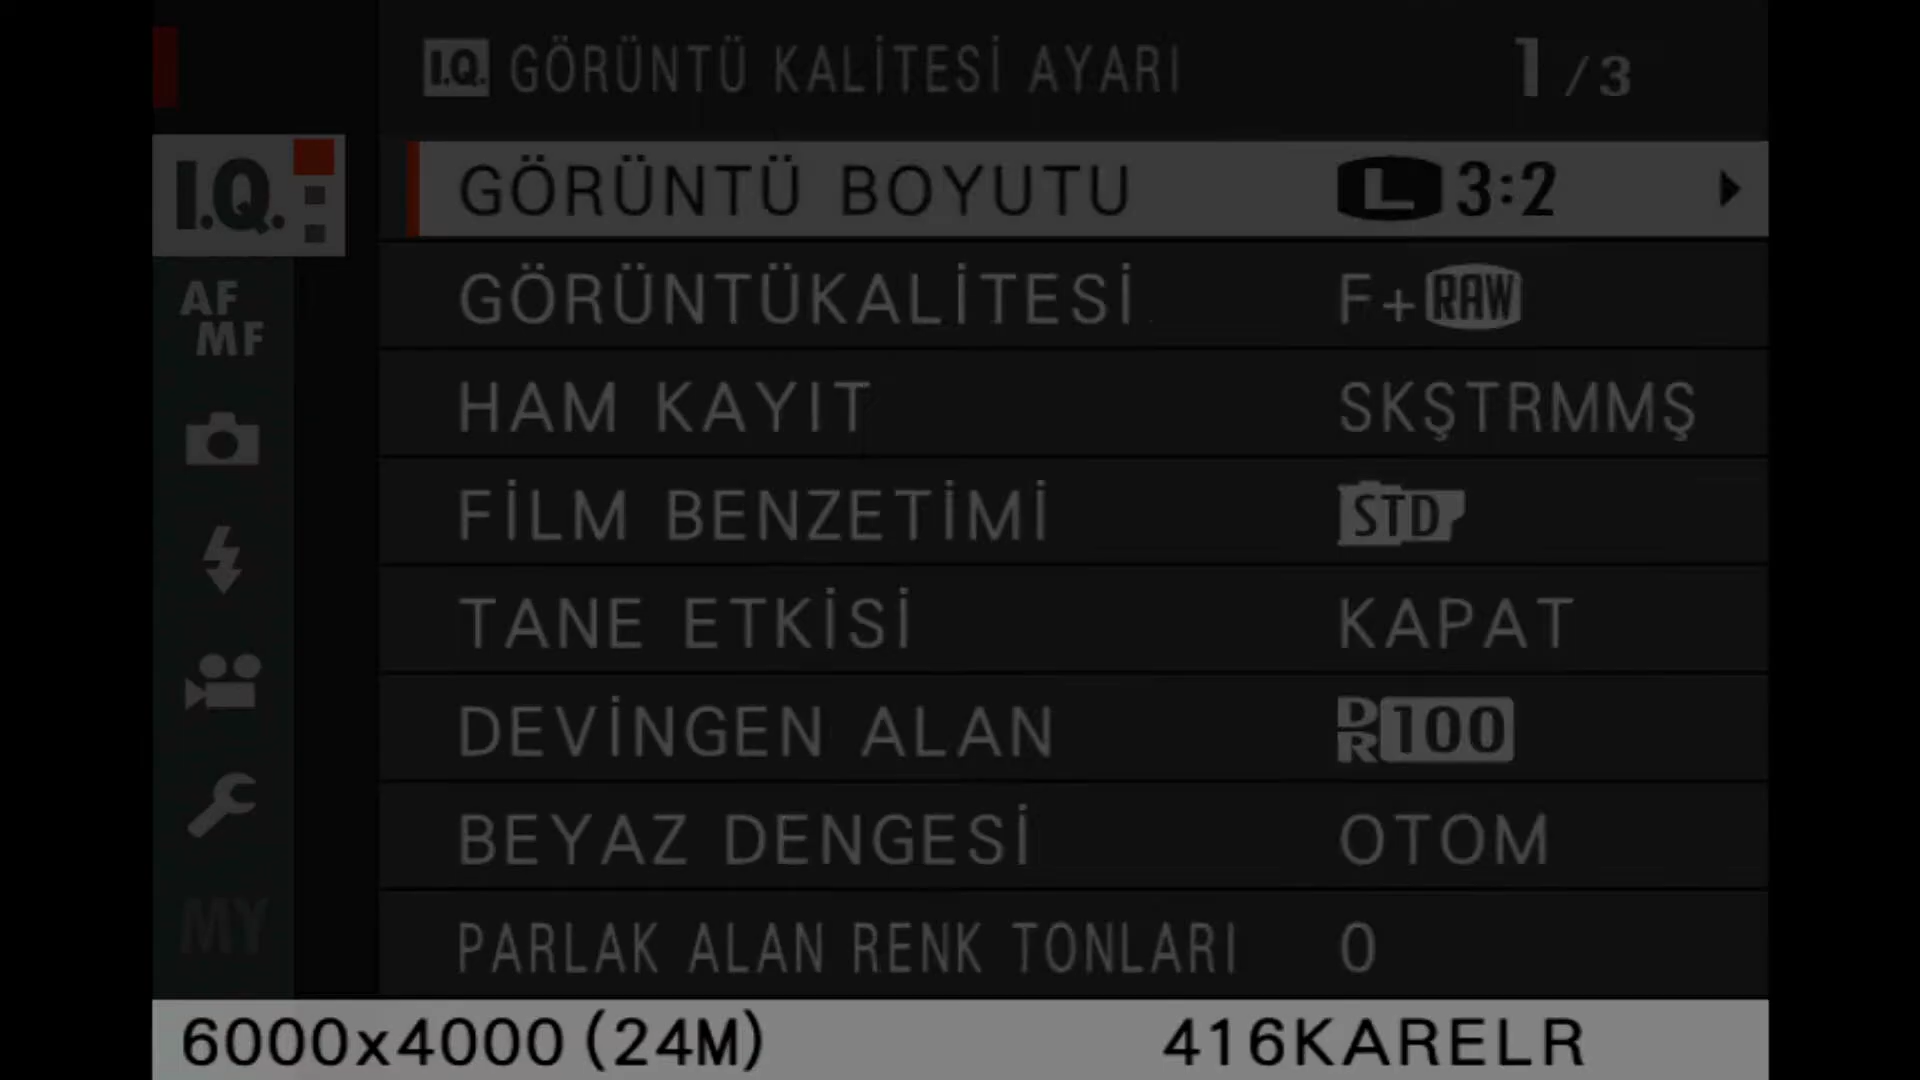 I.Q. GÖRÜNTÜ KALİTESİ AYARI 1/3
I.Q.
GÖRÜNTÜ BOYUTU L 3:2
AF
MF
GÖRÜNTÜKALİTESİ F+RAW
HAM KAYIT SKŞTRMMŞ
FİLM BENZETİMİ STD
TANE ETKİSİ KAPAT
DEVİNGEN ALAN DR100
BEYAZ DENGESİ OTOM
MY
PARLAK ALAN RENK TONLARI 0
6000x4000 (24M) 416KARELR